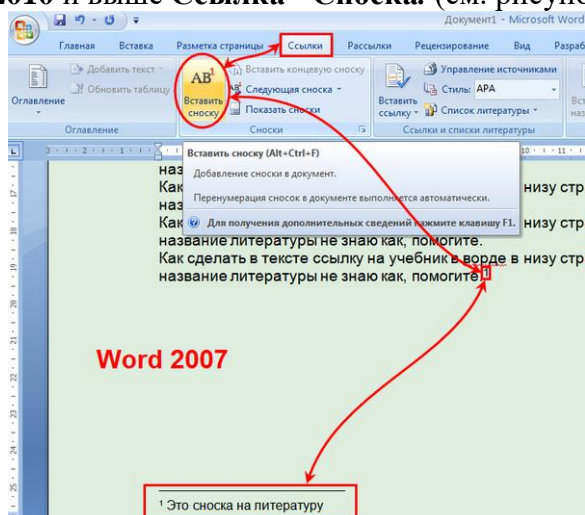 и выше Ссылка - Сноска. (см. рисунок
Документ1 - Microsoft Word
Главная Вставка Разметка страницы Ссылки Рассылки Рецензирование Вид Разраб
Добавить текст
Обновить таблицу
Оглавление
Оглавление
AB¹
Вставить сноску
Вставить концевую сноску
AB Следующая сноска
Показать сноски
Сноски
Вставить ссылку
Управление источниками
Стиль: APA
Список литературы
Ссылки и списки литературы
Вставить сноску (Alt+Ctrl+F)
Добавление сноски в документ.
Перенумерация сносок в документе выполняется автоматически.
Для получения дополнительных сведений нажмите клавишу F1.
наз
Как низу стр
наз
Как низу стр
название литературы не знаю как, помогите.
Как сделать в тексте ссылку на учебник в ворде в низу стр
название литературы не знаю как, помогите.¹
Word 2007
¹ Это сноска на литературу